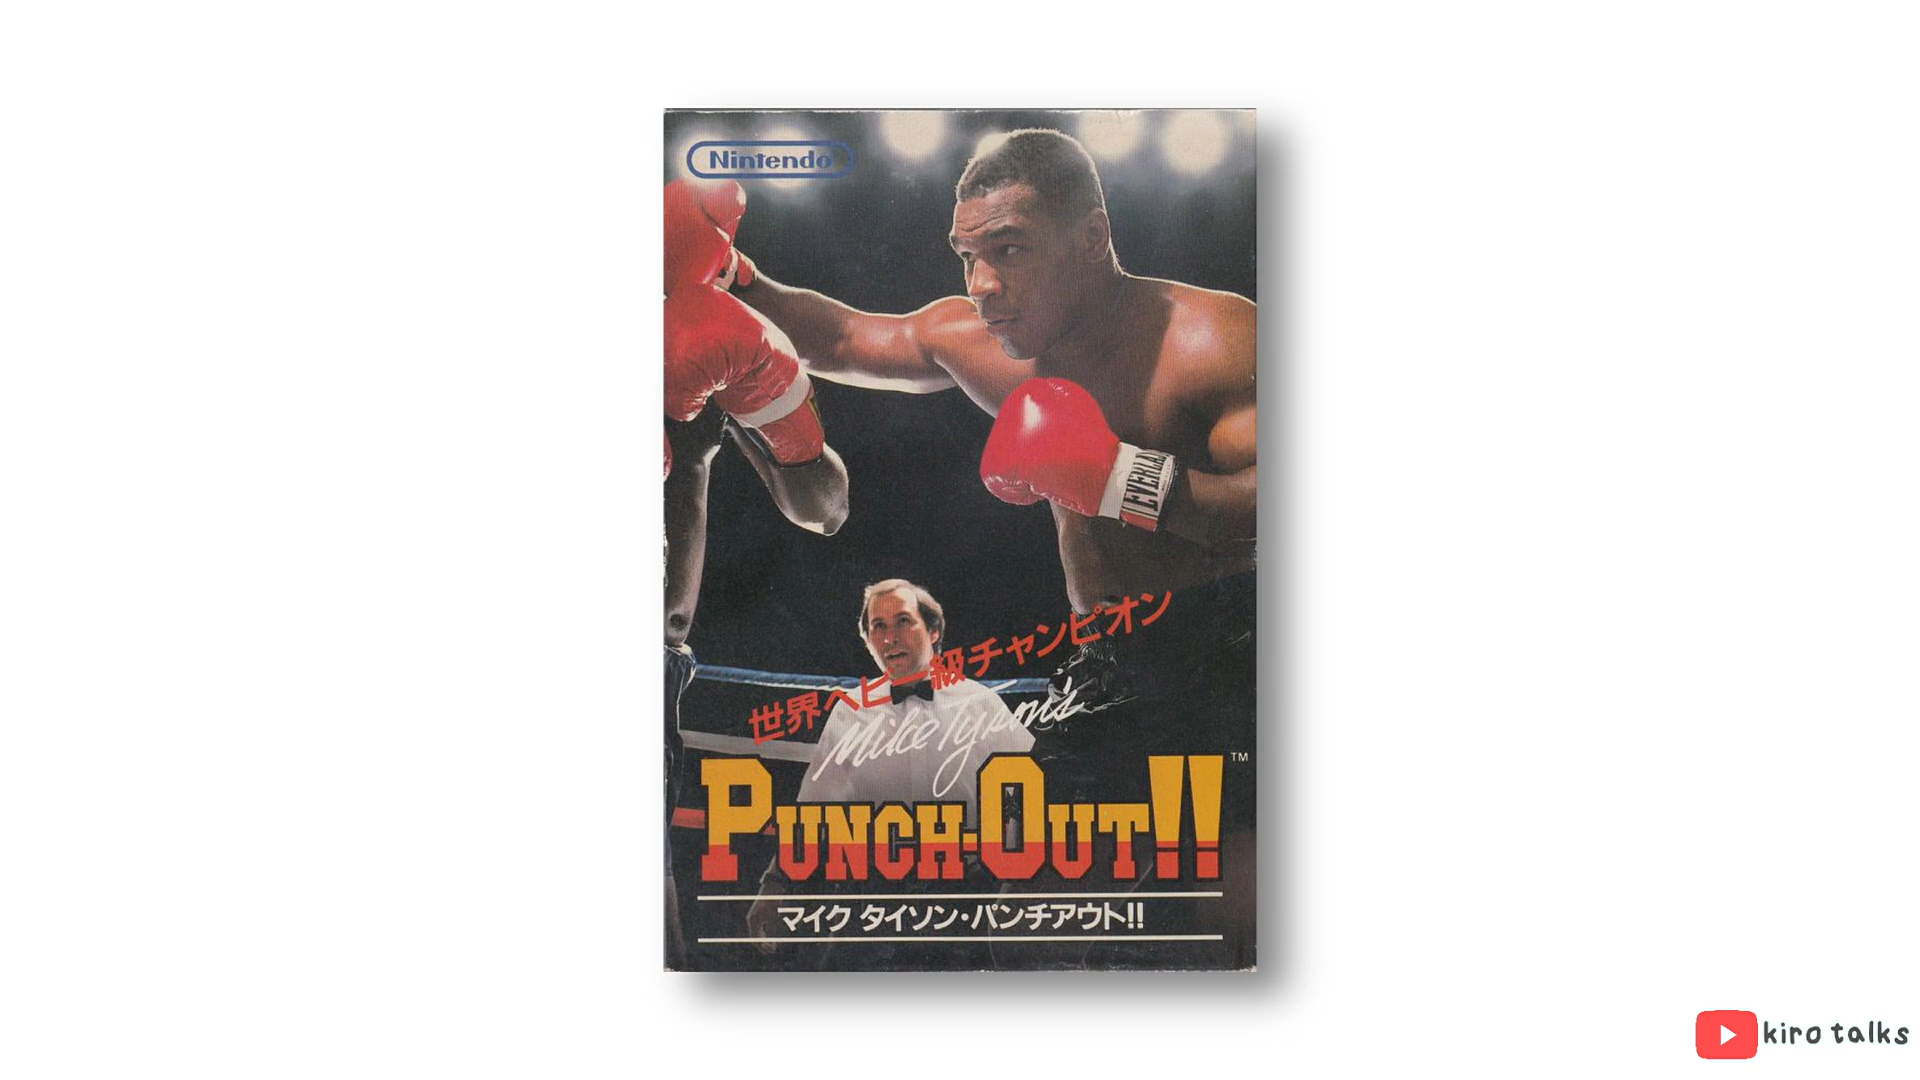 Nintendo
EVERLAST
世界ヘビー級チャンピオン
Mike Tyson's
PUNCH-OUT!!
TM
マイク タイソン・パンチアウト!!
kiro talks